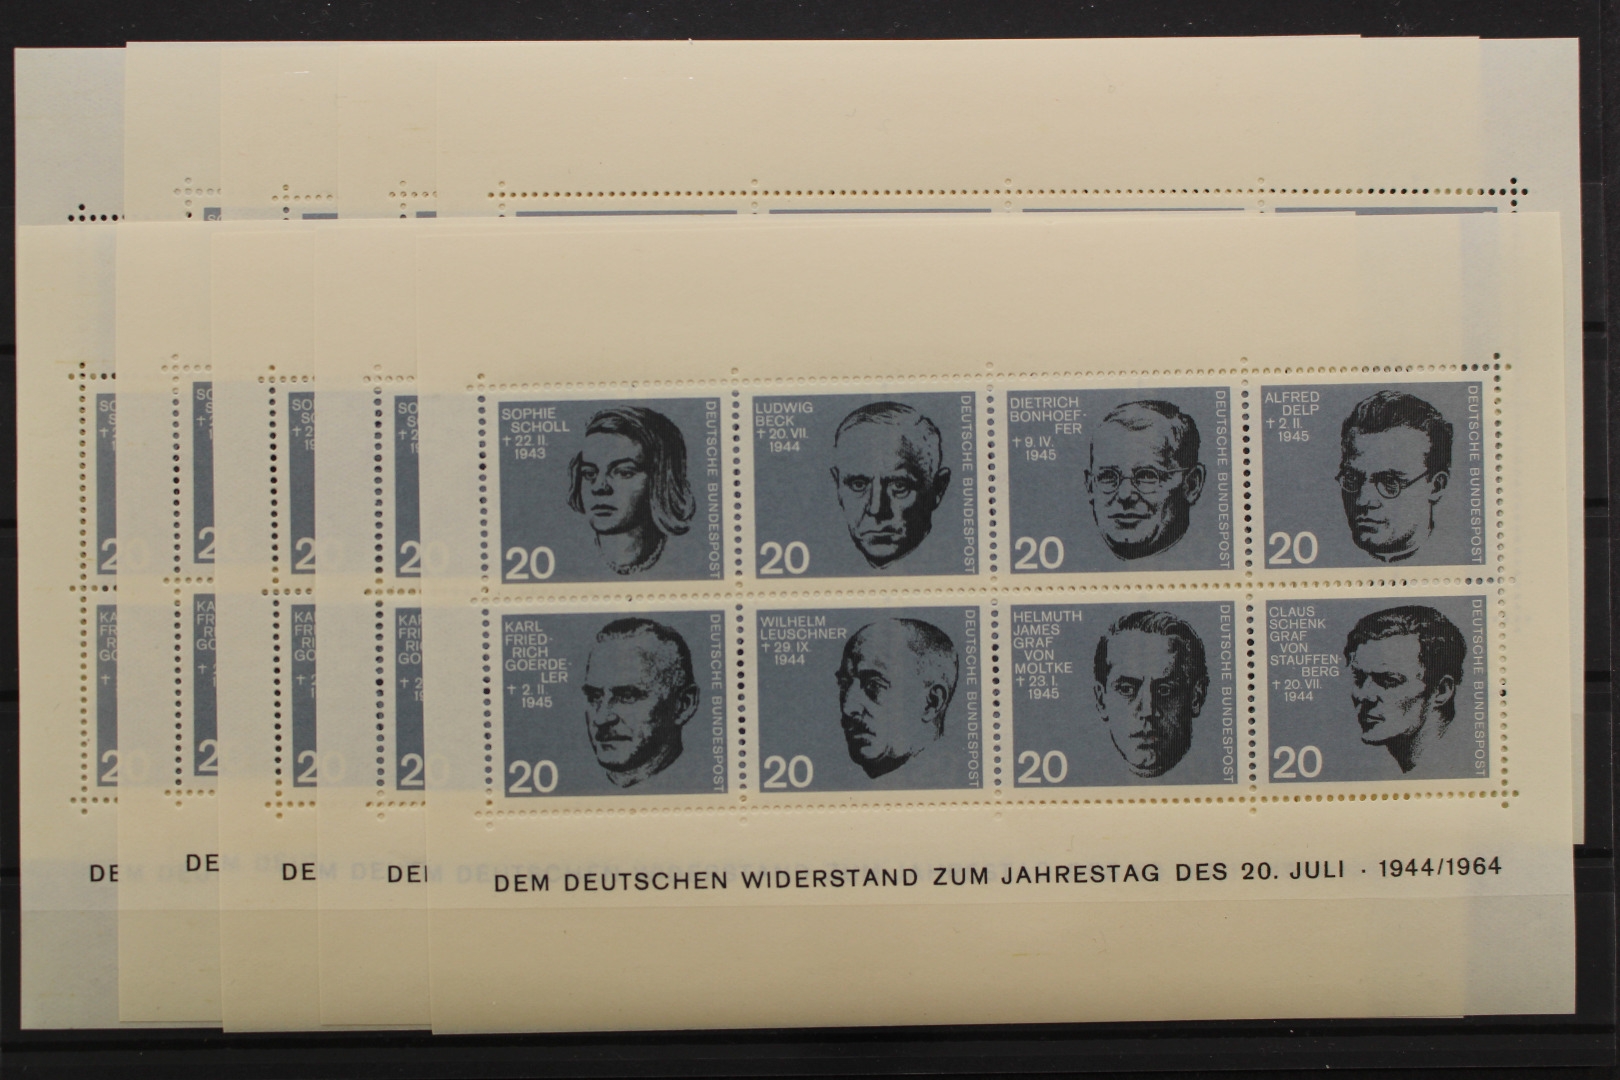 SOPHIE
SCHOLL
† 22. II.
1943
DEUTSCHE BUNDESPOST
20
LUDWIG
BECK
† 20. VII.
1944
DEUTSCHE BUNDESPOST
20
DIETRICH
BONHOEF-
FER
† 9. IV.
1945
DEUTSCHE BUNDESPOST
20
ALFRED
DELP
† 2. II.
1945
DEUTSCHE BUNDESPOST
20
KARL
FRIED-
RICH
GOERDE-
LER
† 2. II.
1945
DEUTSCHE BUNDESPOST
20
WILHELM
LEUSCHNER
† 29. IX.
1944
DEUTSCHE BUNDESPOST
20
HELMUTH
JAMES
GRAF
VON
MOLTKE
† 23. I.
1945
DEUTSCHE BUNDESPOST
20
CLAUS
SCHENK
GRAF
VON
STAUFFEN-
BERG
† 20. VII.
1944
DEUTSCHE BUNDESPOST
20
DEM DEUTSCHEN WIDERSTAND ZUM JAHRESTAG DES 20. JULI · 1944/1964